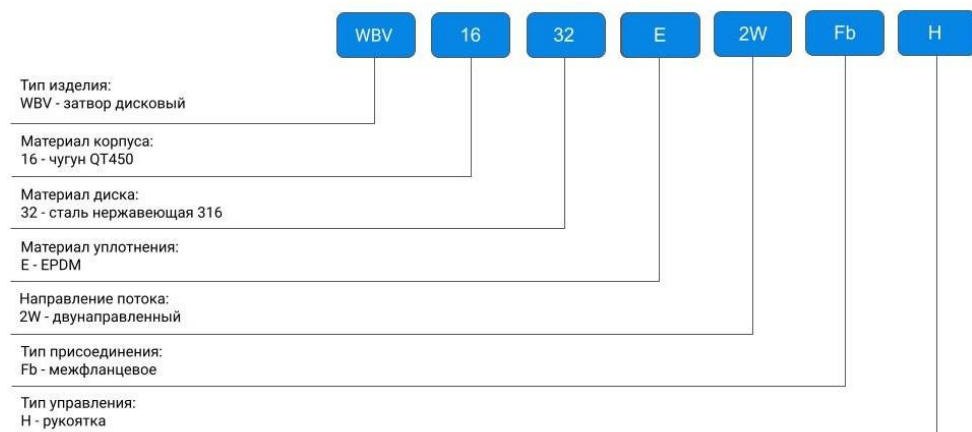 WBV 16 32 E 2W Fb H
Тип изделия:
WBV - затвор дисковый
Материал корпуса:
16 - чугун QT450
Материал диска:
32 - сталь нержавеющая 316
Материал уплотнения:
E - EPDM
Направление потока:
2W - двунаправленный
Тип присоединения:
Fb - межфланцевое
Тип управления:
H - рукоятка